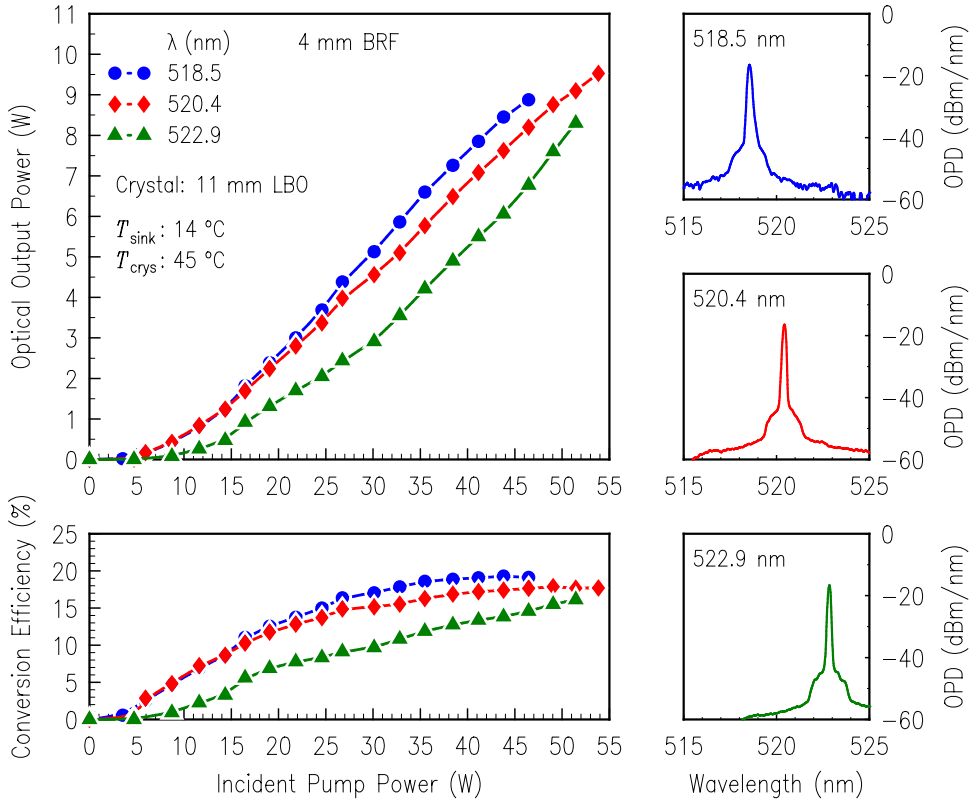 11
10
9
8
7
6
5
4
3
2
1
0
Optical Output Power (W)
λ (nm)
4 mm BRF
518.5
520.4
522.9
Crystal: 11 mm LBO
T_sink: 14 °C
T_crys: 45 °C
0 5 10 15 20 25 30 35 40 45 50 55
25
20
15
10
5
0
Conversion Efficiency (%)
0 5 10 15 20 25 30 35 40 45 50 55
Incident Pump Power (W)
518.5 nm
0
−20
−40
−60
OPD (dBm/nm)
515 520 525
520.4 nm
0
−20
−40
−60
OPD (dBm/nm)
515 520 525
522.9 nm
0
−20
−40
−60
OPD (dBm/nm)
515 520 525
Wavelength (nm)